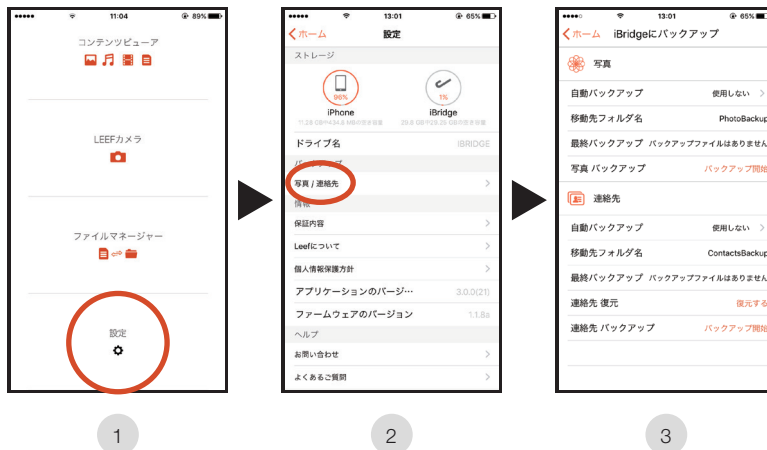 11:04
89%
コンテンツビューア
LEEFカメラ
ファイルマネージャー
設定
1
13:01
65%
ホーム
設定
ストレージ
96%
1%
iPhone
iBridge
ドライブ名
IBRIDGE
バックアップ
写真 / 連絡先
情報
保証内容
Leefについて
個人情報保護方針
アプリケーションのバージ…
3.0.0(21)
ファームウェアのバージョン
1.1.8a
ヘルプ
お問い合わせ
よくあるご質問
2
13:01
65%
ホーム
iBridgeにバックアップ
写真
自動バックアップ
使用しない
移動先フォルダ名
PhotoBackup
最終バックアップ
バックアップファイルはありません
写真 バックアップ
バックアップ開始
連絡先
自動バックアップ
使用しない
移動先フォルダ名
ContactsBackup
最終バックアップ
バックアップファイルはありません
連絡先 復元
復元する
連絡先 バックアップ
バックアップ開始
3